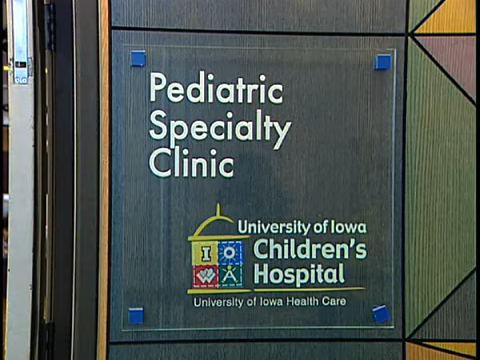 Pediatric
Specialty
Clinic
University of Iowa
Children's
Hospital
University of Iowa Health Care